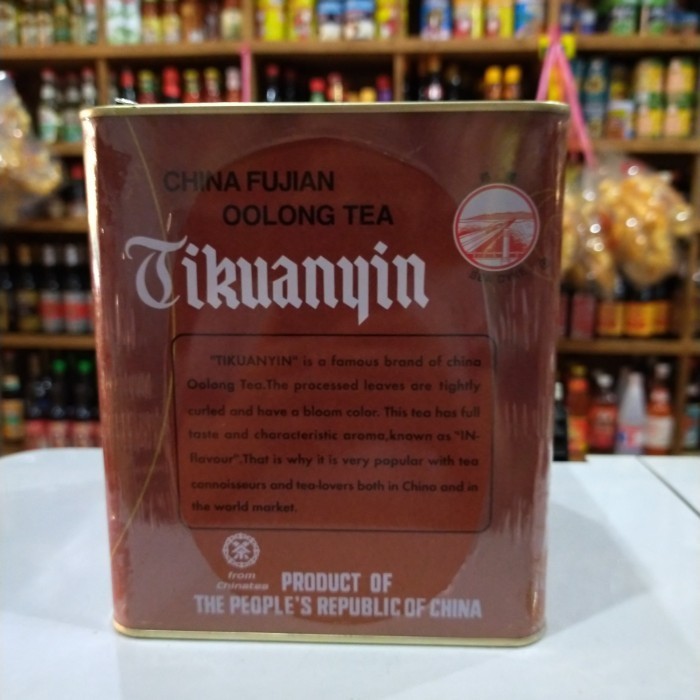 CHINA FUJIAN
OOLONG TEA
Tikuanyin
"TIKUANYIN" is a famous brand of china
Oolong Tea.The processed leaves are tightly
curled and have a bloom color. This tea has full
taste and characteristic aroma,known as "IN-
flavour".That is why it is very popular with tea
connaisseurs and tea-lovers both in China and in
the world market.
from
Chinatea
PRODUCT OF
THE PEOPLE'S REPUBLIC OF CHINA